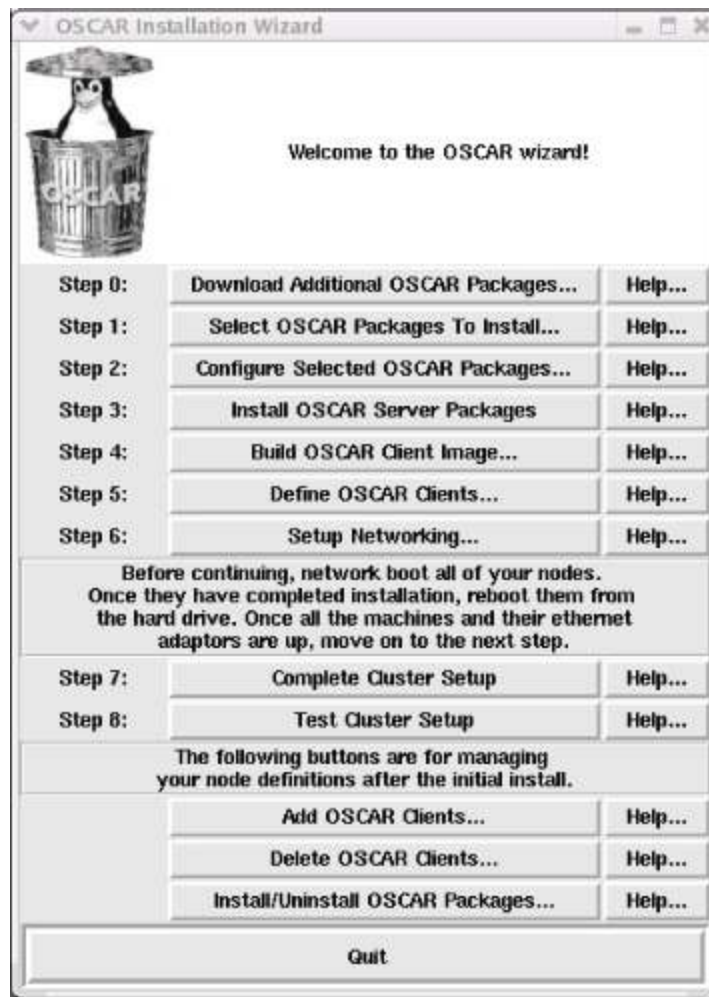 OSCAR Installation Wizard
OSCAR
Welcome to the OSCAR wizard!
Step 0: Download Additional OSCAR Packages... Help...
Step 1: Select OSCAR Packages To Install... Help...
Step 2: Configure Selected OSCAR Packages... Help...
Step 3: Install OSCAR Server Packages Help...
Step 4: Build OSCAR Client Image... Help...
Step 5: Define OSCAR Clients... Help...
Step 6: Setup Networking... Help...
Before continuing, network boot all of your nodes.
Once they have completed installation, reboot them from
the hard drive. Once all the machines and their ethernet
adaptors are up, move on to the next step.
Step 7: Complete Cluster Setup Help...
Step 8: Test Cluster Setup Help...
The following buttons are for managing
your node definitions after the initial install.
Add OSCAR Clients... Help...
Delete OSCAR Clients... Help...
Install/Uninstall OSCAR Packages... Help...
Quit